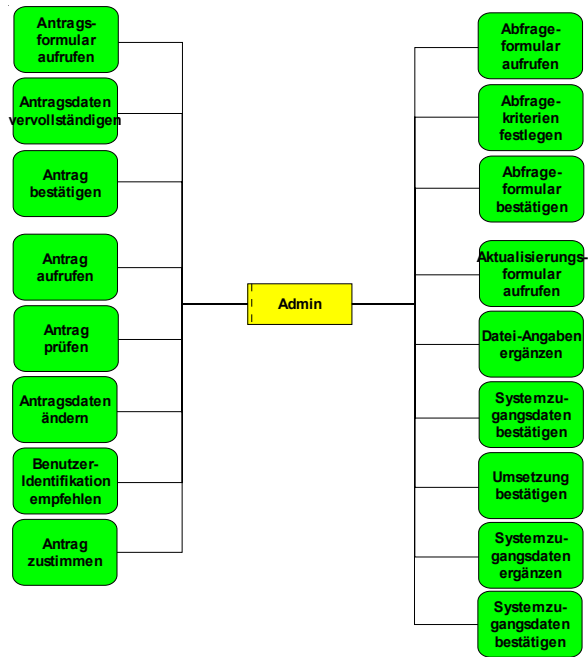 Antrags-
formular
aufrufen
Antragsdaten
vervollständigen
Antrag
bestätigen
Antrag
aufrufen
Antrag
prüfen
Antragsdaten
ändern
Benutzer-
Identifikation
empfehlen
Antrag
zustimmen
Admin
Abfrage-
formular
aufrufen
Abfrage-
kriterien
festlegen
Abfrage-
formular
bestätigen
Aktualisierungs-
formular
aufrufen
Datei-Angaben
ergänzen
Systemzu-
gangsdaten
bestätigen
Umsetzung
bestätigen
Systemzu-
gangsdaten
ergänzen
Systemzu-
gangsdaten
bestätigen